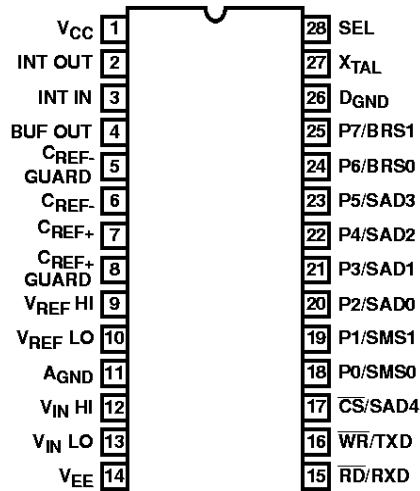 VCC 1
INT OUT 2
INT IN 3
BUF OUT 4
CREF-
GUARD 5
CREF- 6
CREF+ 7
CREF+
GUARD 8
VREF HI 9
VREF LO 10
AGND 11
VIN HI 12
VIN LO 13
VEE 14
28 SEL
27 XTAL
26 DGND
25 P7/BRS1
24 P6/BRS0
23 P5/SAD3
22 P4/SAD2
21 P3/SAD1
20 P2/SAD0
19 P1/SMS1
18 P0/SMS0
17 C̅S̅/SAD4
16 W̅R̅/TXD
15 R̅D̅/RXD